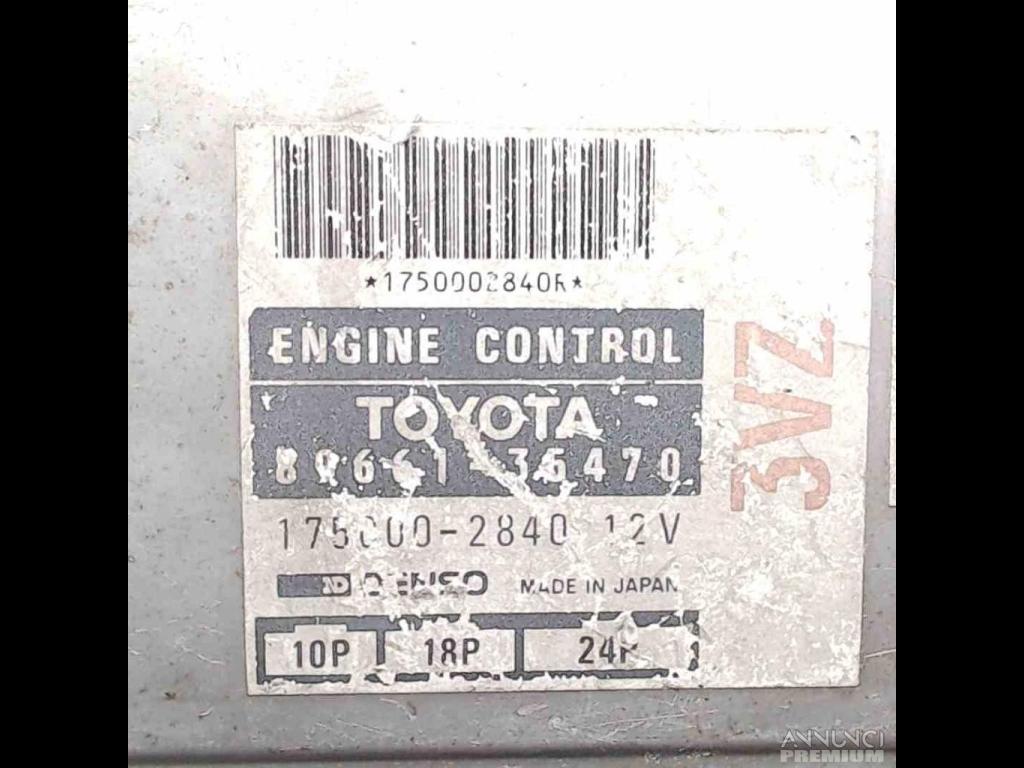 *1750002840R*
ENGINE CONTROL
TOYOTA
89661-35470
175000-2840 12V
ND DENSO MADE IN JAPAN
10P 18P 24P
3VZ
ANNUNCI
PREMIUM